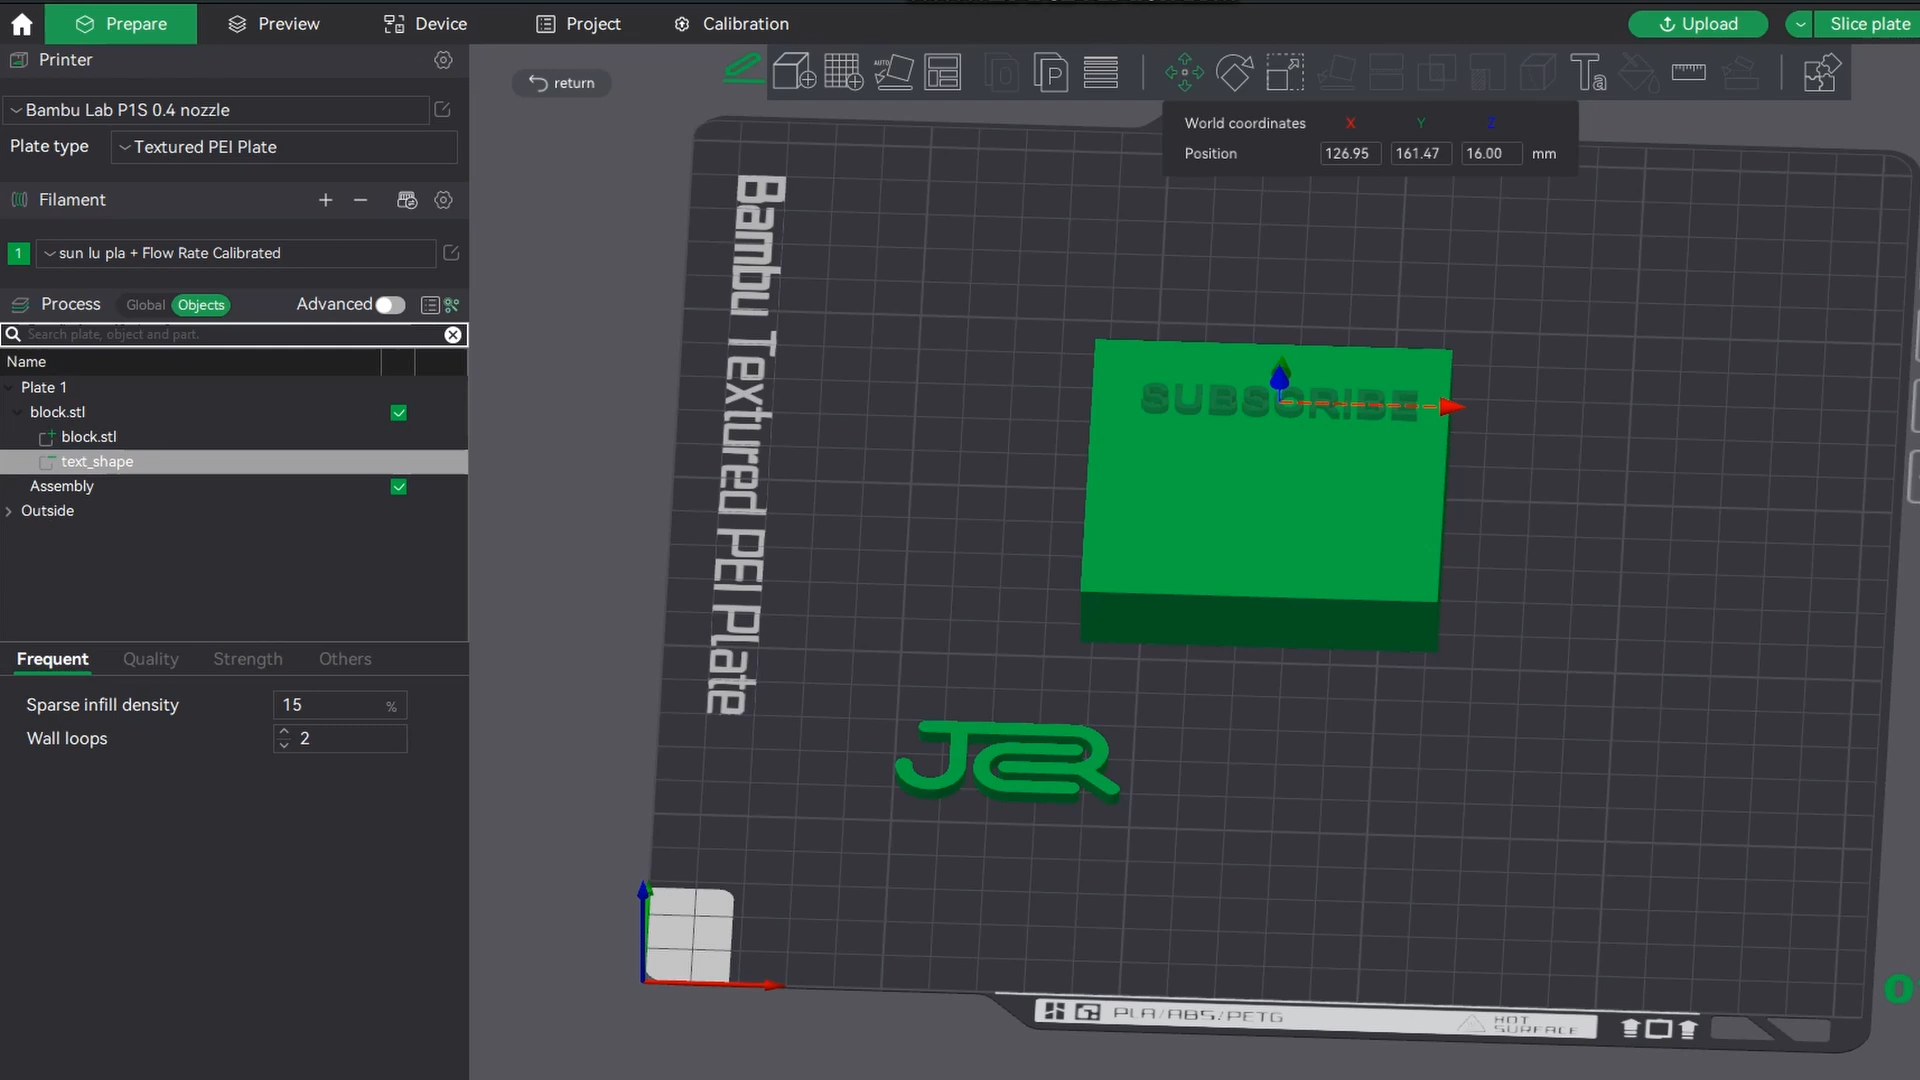 Prepare
Preview
Device
Project
Calibration
Upload
Slice plate
Printer
Bambu Lab P1S 0.4 nozzle
Plate type
Textured PEI Plate
Filament
1
sun lu pla + Flow Rate Calibrated
Process
Global
Objects
Advanced
Search plate, object and part.
Name
Plate 1
block.stl
block.stl
text_shape
Assembly
Outside
Frequent
Quality
Strength
Others
Sparse infill density
15
%
Wall loops
2
return
AUTO
P
Ta
World coordinates
X
Y
Z
Position
126.95
161.47
16.00
mm
Bambu Textured PEI Plate
SUBSCRIBE
JCR
PLA/ABS/PETG
HOT
SURFACE